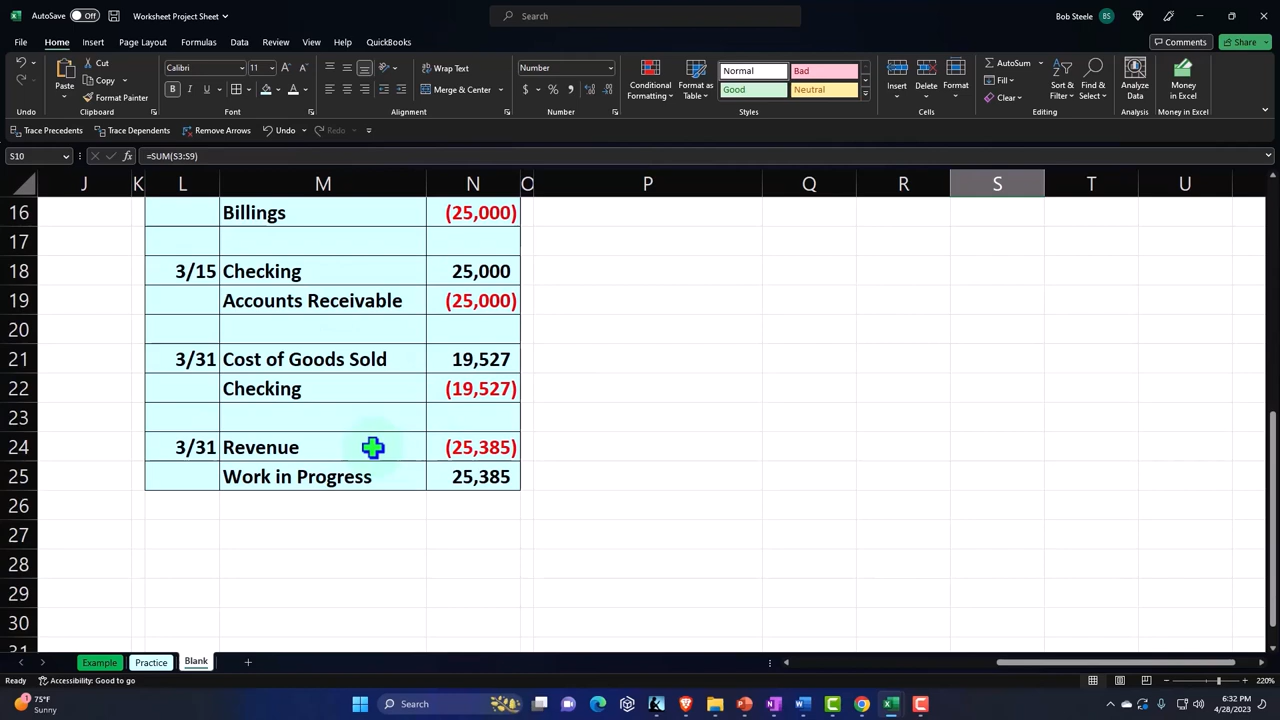 AutoSave Off Worksheet Project Sheet Search Bob Steele BS
File Home Insert Page Layout Formulas Data Review View Help QuickBooks Comments Share
Cut
Copy
Format Painter
Paste
Undo Clipboard
Calibri 11
B I U
Font
Wrap Text
Merge & Center
Alignment
Number
$ % 9
Number
Conditional Formatting
Format as Table
Normal Bad
Good Neutral
Styles
Insert Delete Format
Cells
AutoSum
Fill
Clear
Sort & Filter
Find & Select
Editing
Analyze Data
Analysis
Money in Excel
Money in Excel
Trace Precedents Trace Dependents Remove Arrows Undo Redo
S10 fx =SUM(S3:S9)
J K L M N O P Q R S T U
16 Billings (25,000)
17
18 3/15 Checking 25,000
19 Accounts Receivable (25,000)
20
21 3/31 Cost of Goods Sold 19,527
22 Checking (19,527)
23
24 3/31 Revenue (25,385)
25 Work in Progress 25,385
26
27
28
29
30
31
Example Practice Blank
Ready Accessibility: Good to go 220%
1 75°F
Sunny
Search
6:32 PM
4/28/2023